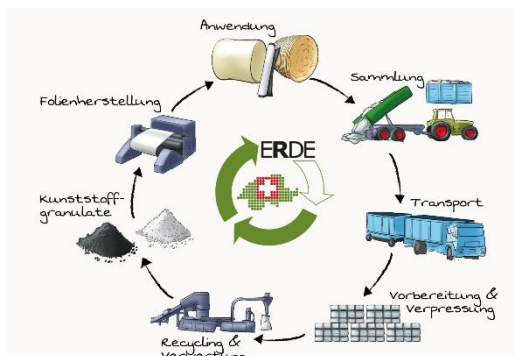 Anwendung
Sammlung
Folienherstellung
ERDE
Kunststoff-
granulate
Transport
Vorbereitung &
Verpressung
Recycling &